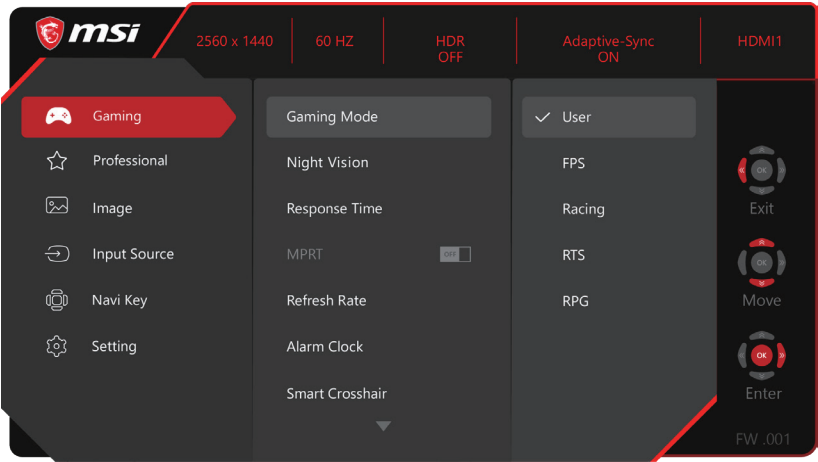 msi
2560 x 1440
60 HZ
HDR
OFF
Adaptive-Sync
ON
HDMI1
Gaming
Professional
Image
Input Source
Navi Key
Setting
Gaming Mode
Night Vision
Response Time
MPRT
OFF
Refresh Rate
Alarm Clock
Smart Crosshair
User
FPS
Racing
RTS
RPG
OK
Exit
OK
Move
OK
Enter
FW .001